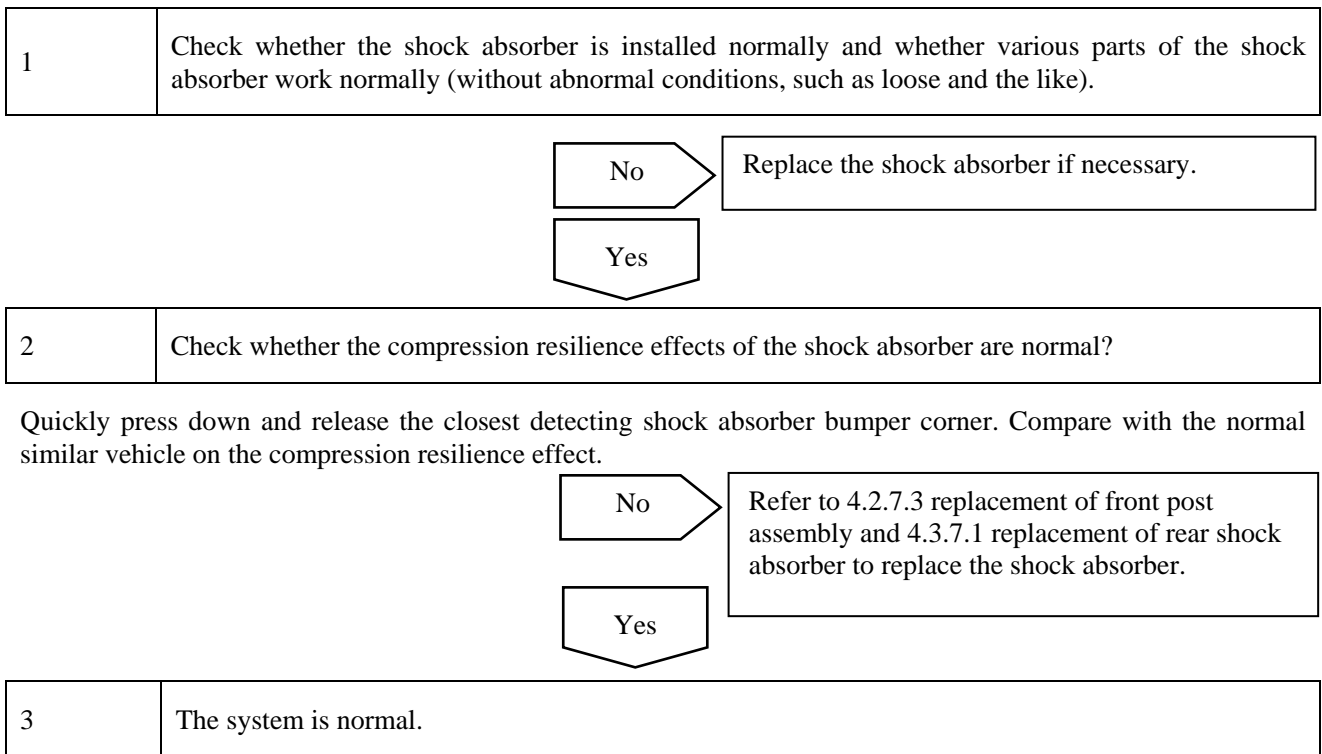 1
Check whether the shock absorber is installed normally and whether various parts of the shock
absorber work normally (without abnormal conditions, such as loose and the like).
No
Replace the shock absorber if necessary.
Yes
2
Check whether the compression resilience effects of the shock absorber are normal?
Quickly press down and release the closest detecting shock absorber bumper corner. Compare with the normal
similar vehicle on the compression resilience effect.
No
Refer to 4.2.7.3 replacement of front post
assembly and 4.3.7.1 replacement of rear shock
absorber to replace the shock absorber.
Yes
3
The system is normal.